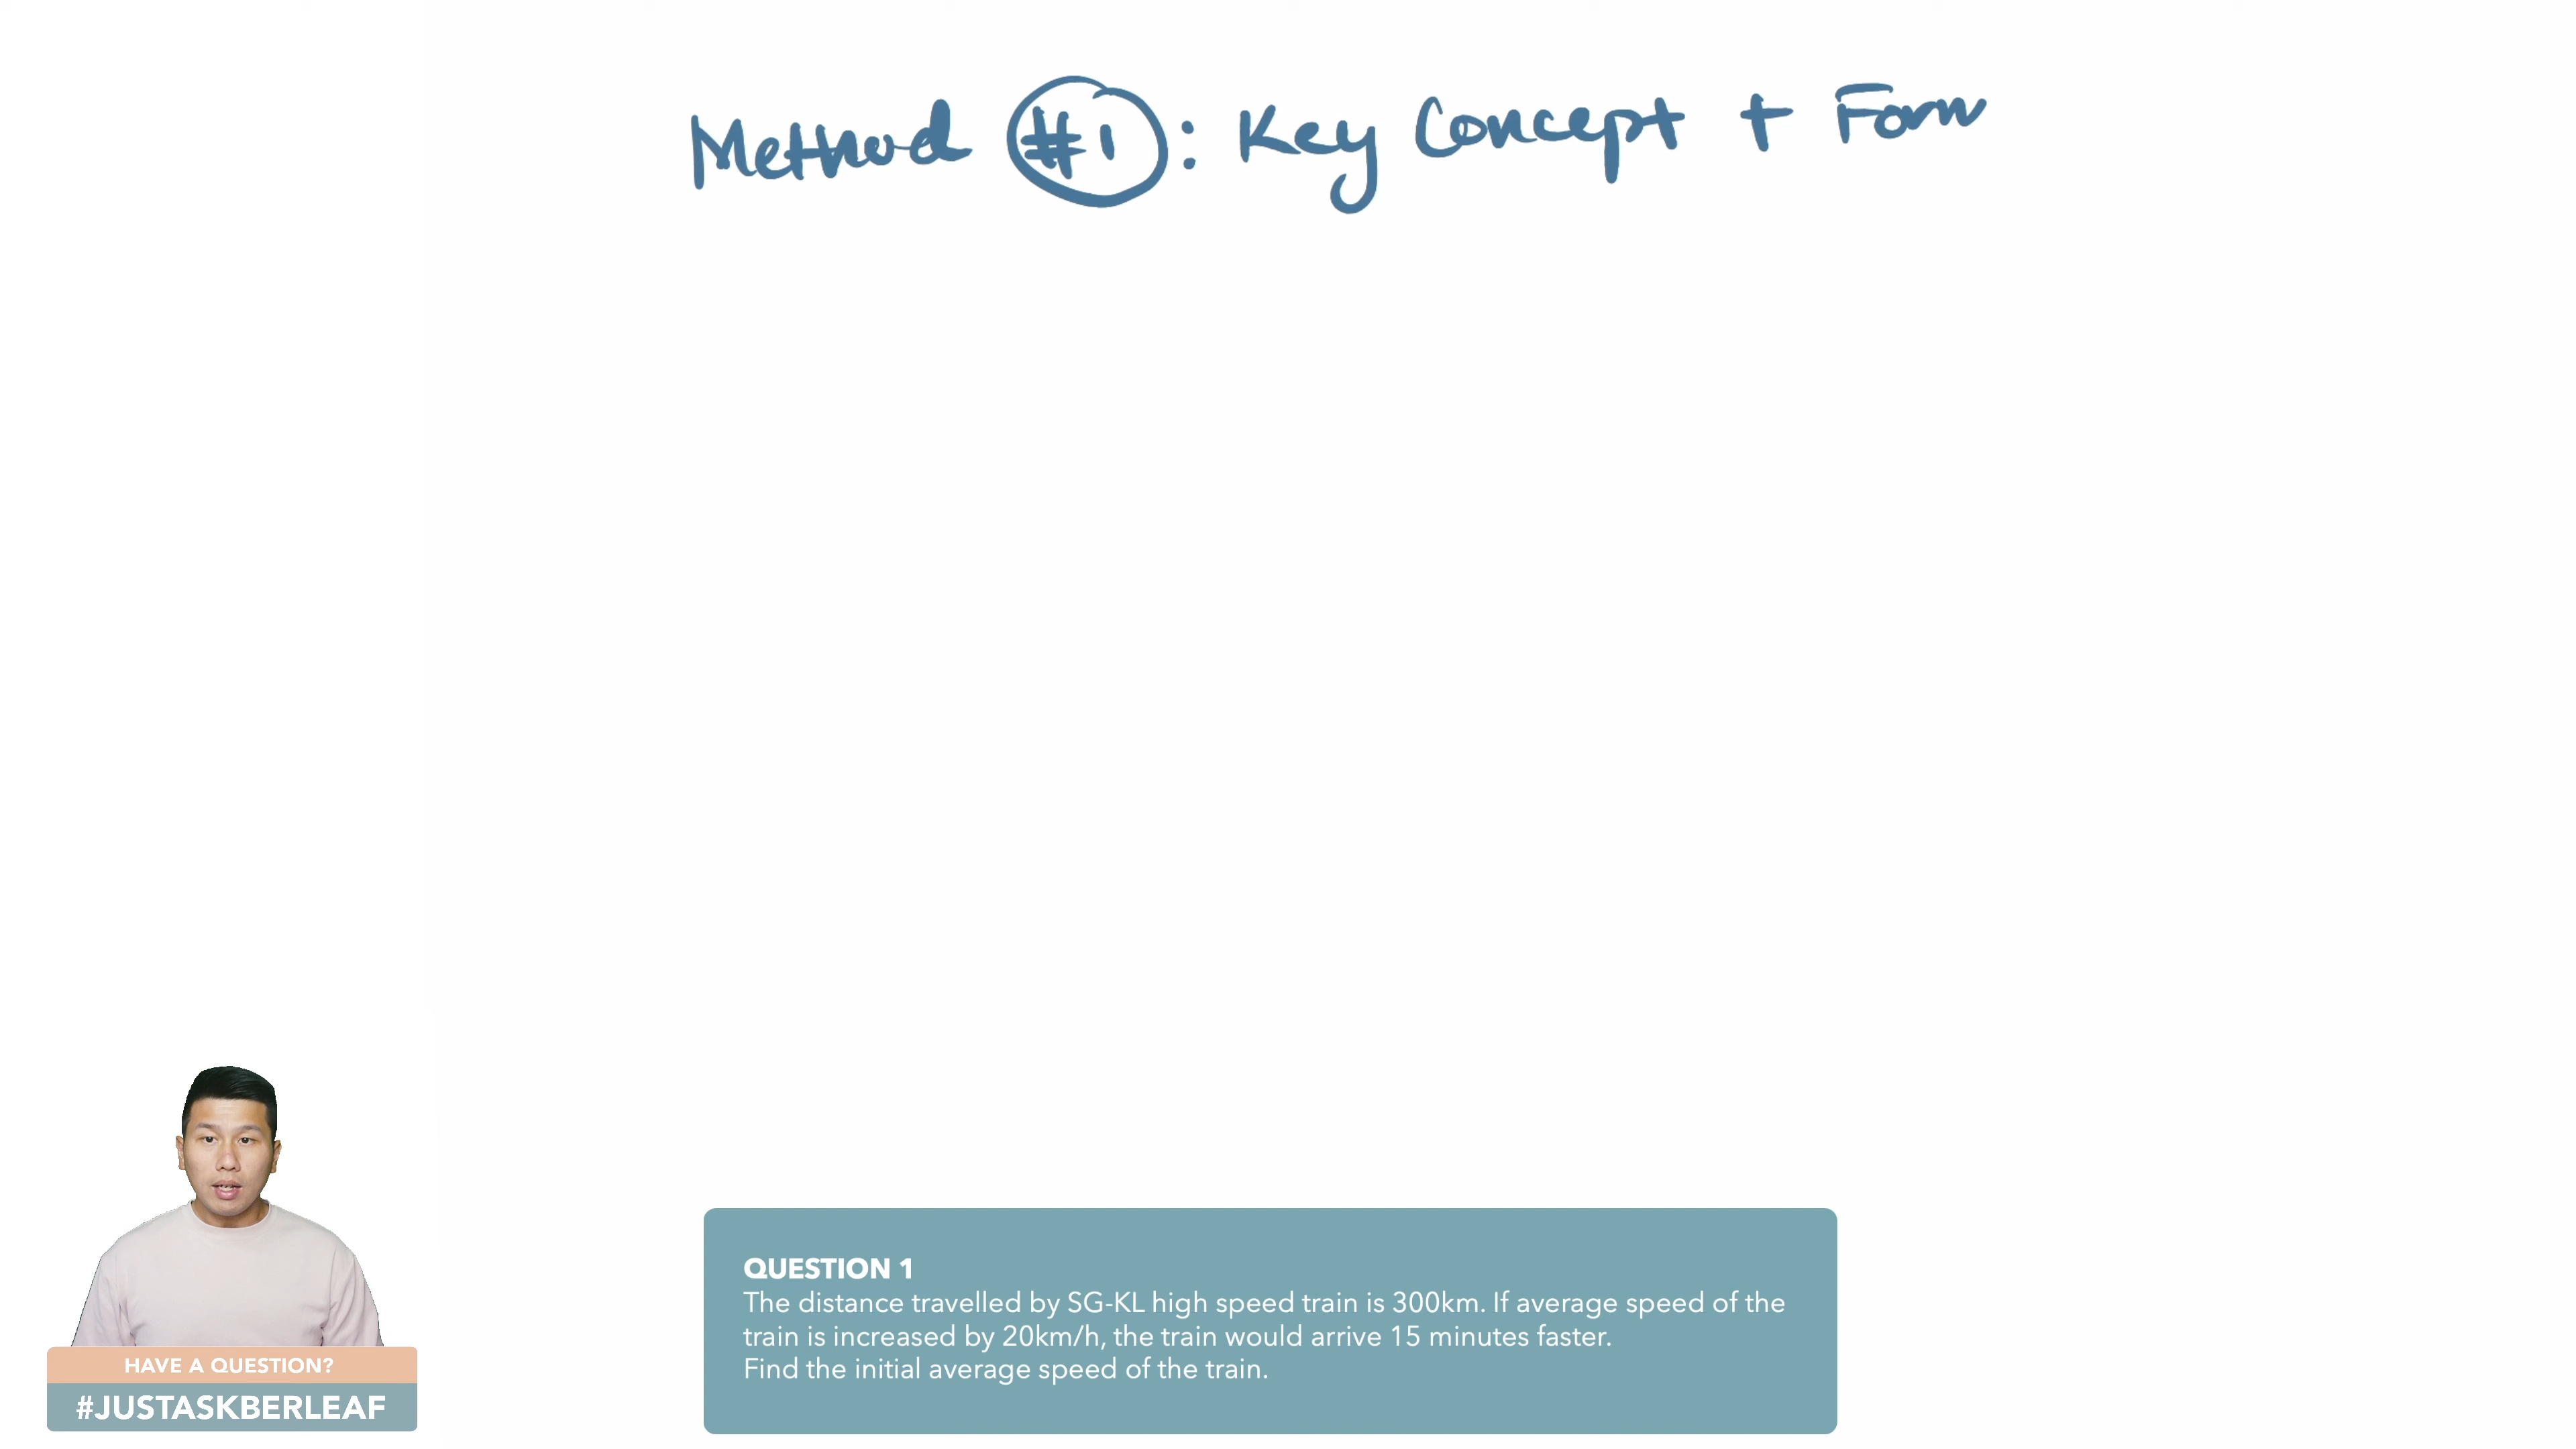 Method #1: Key Concept + Form
QUESTION 1
The distance travelled by SG-KL high speed train is 300km. If average speed of the
train is increased by 20km/h, the train would arrive 15 minutes faster.
Find the initial average speed of the train.
HAVE A QUESTION?
#JUSTASKBERLEAF